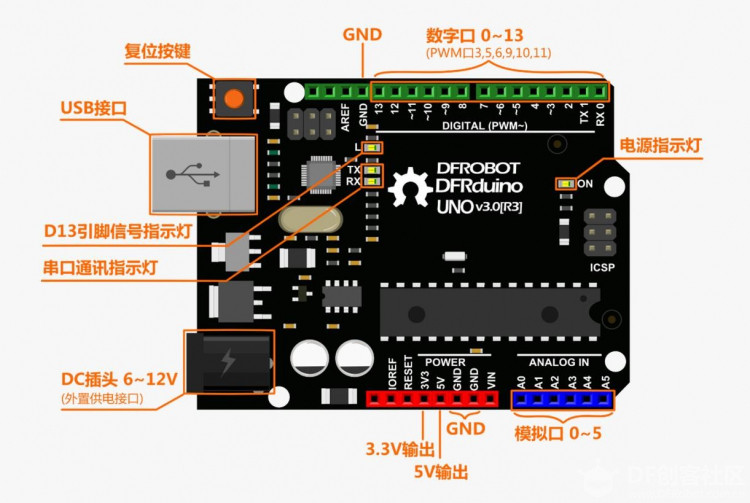 GND
数字口 0~13
(PWM口3,5,6,9,10,11)
复位按键
USB接口
AREF
GND
13
12
~11
~10
~9
8
7
~6
~5
4
~3
2
TX 1
RX 0
DIGITAL (PWM~)
L
TX
RX
DFROBOT
DFRduino
UNO v3.0[R3]
电源指示灯
ON
D13引脚信号指示灯
串口通讯指示灯
ICSP
DC插头 6~12V
(外置供电接口)
POWER
ANALOG IN
IOREF
RESET
3V3
5V
GND
GND
VIN
A0
A1
A2
A3
A4
A5
3.3V输出
5V输出
GND
模拟口 0~5
DF创客社区